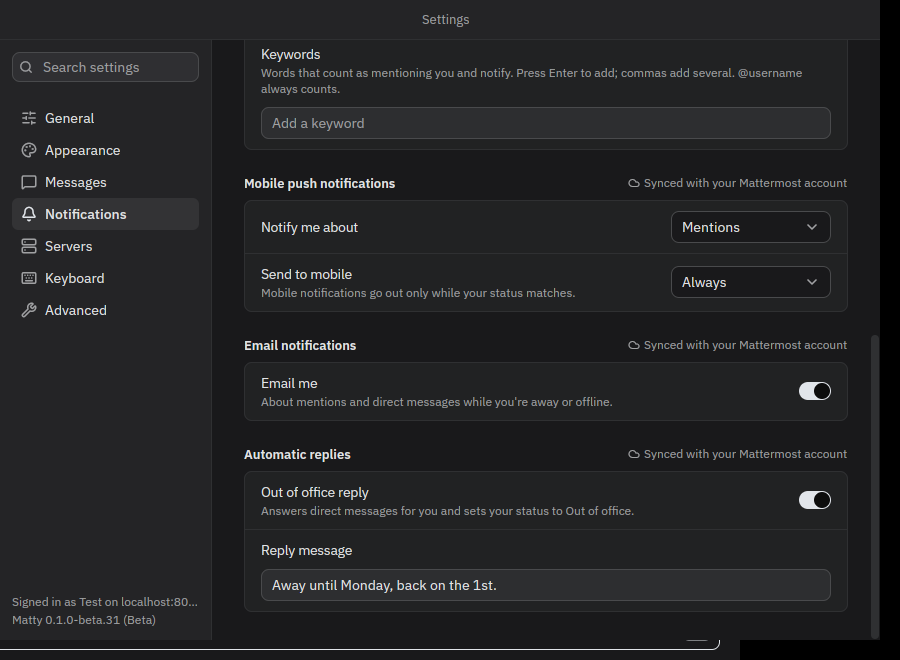 Settings
Search settings
General
Appearance
Messages
Notifications
Servers
Keyboard
Advanced
Signed in as Test on localhost:80...
Matty 0.1.0-beta.31 (Beta)
Keywords
Words that count as mentioning you and notify. Press Enter to add; commas add several. @username
always counts.
Add a keyword
Mobile push notifications
Synced with your Mattermost account
Notify me about
Mentions
Send to mobile
Mobile notifications go out only while your status matches.
Always
Email notifications
Synced with your Mattermost account
Email me
About mentions and direct messages while you're away or offline.
Automatic replies
Synced with your Mattermost account
Out of office reply
Answers direct messages for you and sets your status to Out of office.
Reply message
Away until Monday, back on the 1st.